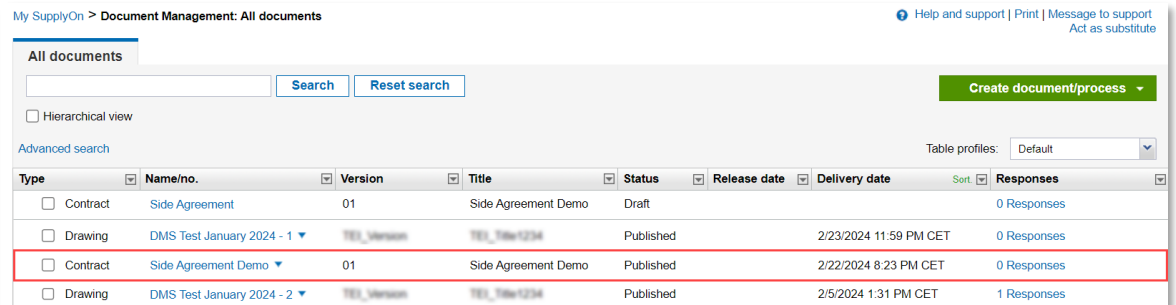 My SupplyOn > Document Management: All documents
Help and support | Print | Message to support
Act as substitute
All documents
Search Reset search
Create document/process
Hierarchical view
Advanced search
Table profiles: Default
Type Name/no. Version Title Status Release date Delivery date Sort. Responses
Contract Side Agreement 01 Side Agreement Demo Draft 0 Responses
Drawing DMS Test January 2024 - 1 TEI_Version TEI_Title1234 Published 2/23/2024 11:59 PM CET 0 Responses
Contract Side Agreement Demo 01 Side Agreement Demo Published 2/22/2024 8:23 PM CET 0 Responses
Drawing DMS Test January 2024 - 2 TEI_Version TEI_Title1234 Published 2/5/2024 1:31 PM CET 1 Responses